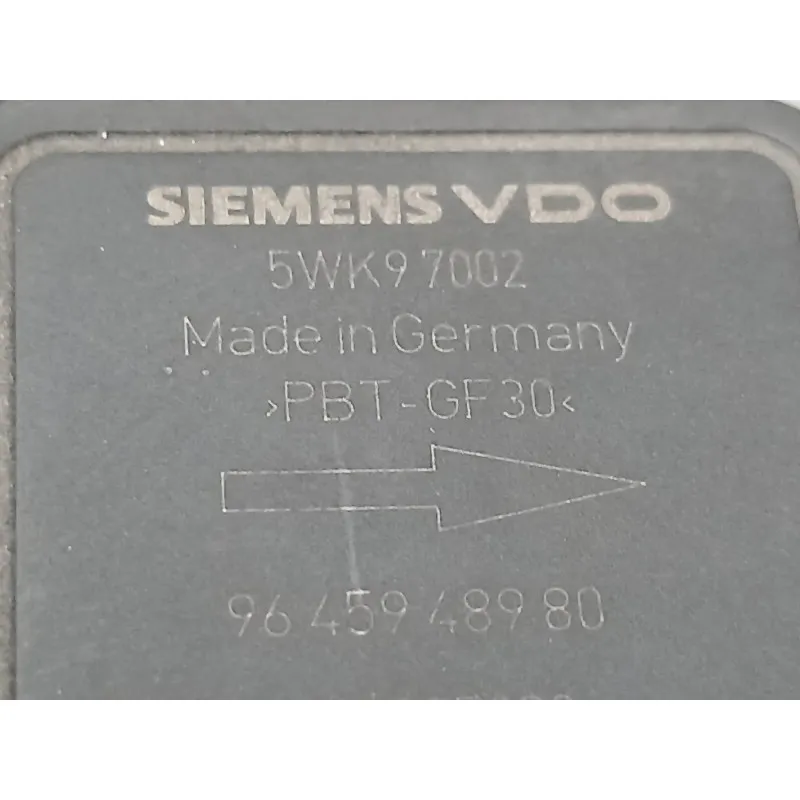 SIEMENS VDO
5WK9 7002
Made in Germany
>PBT-GF30<
96 459 489 80